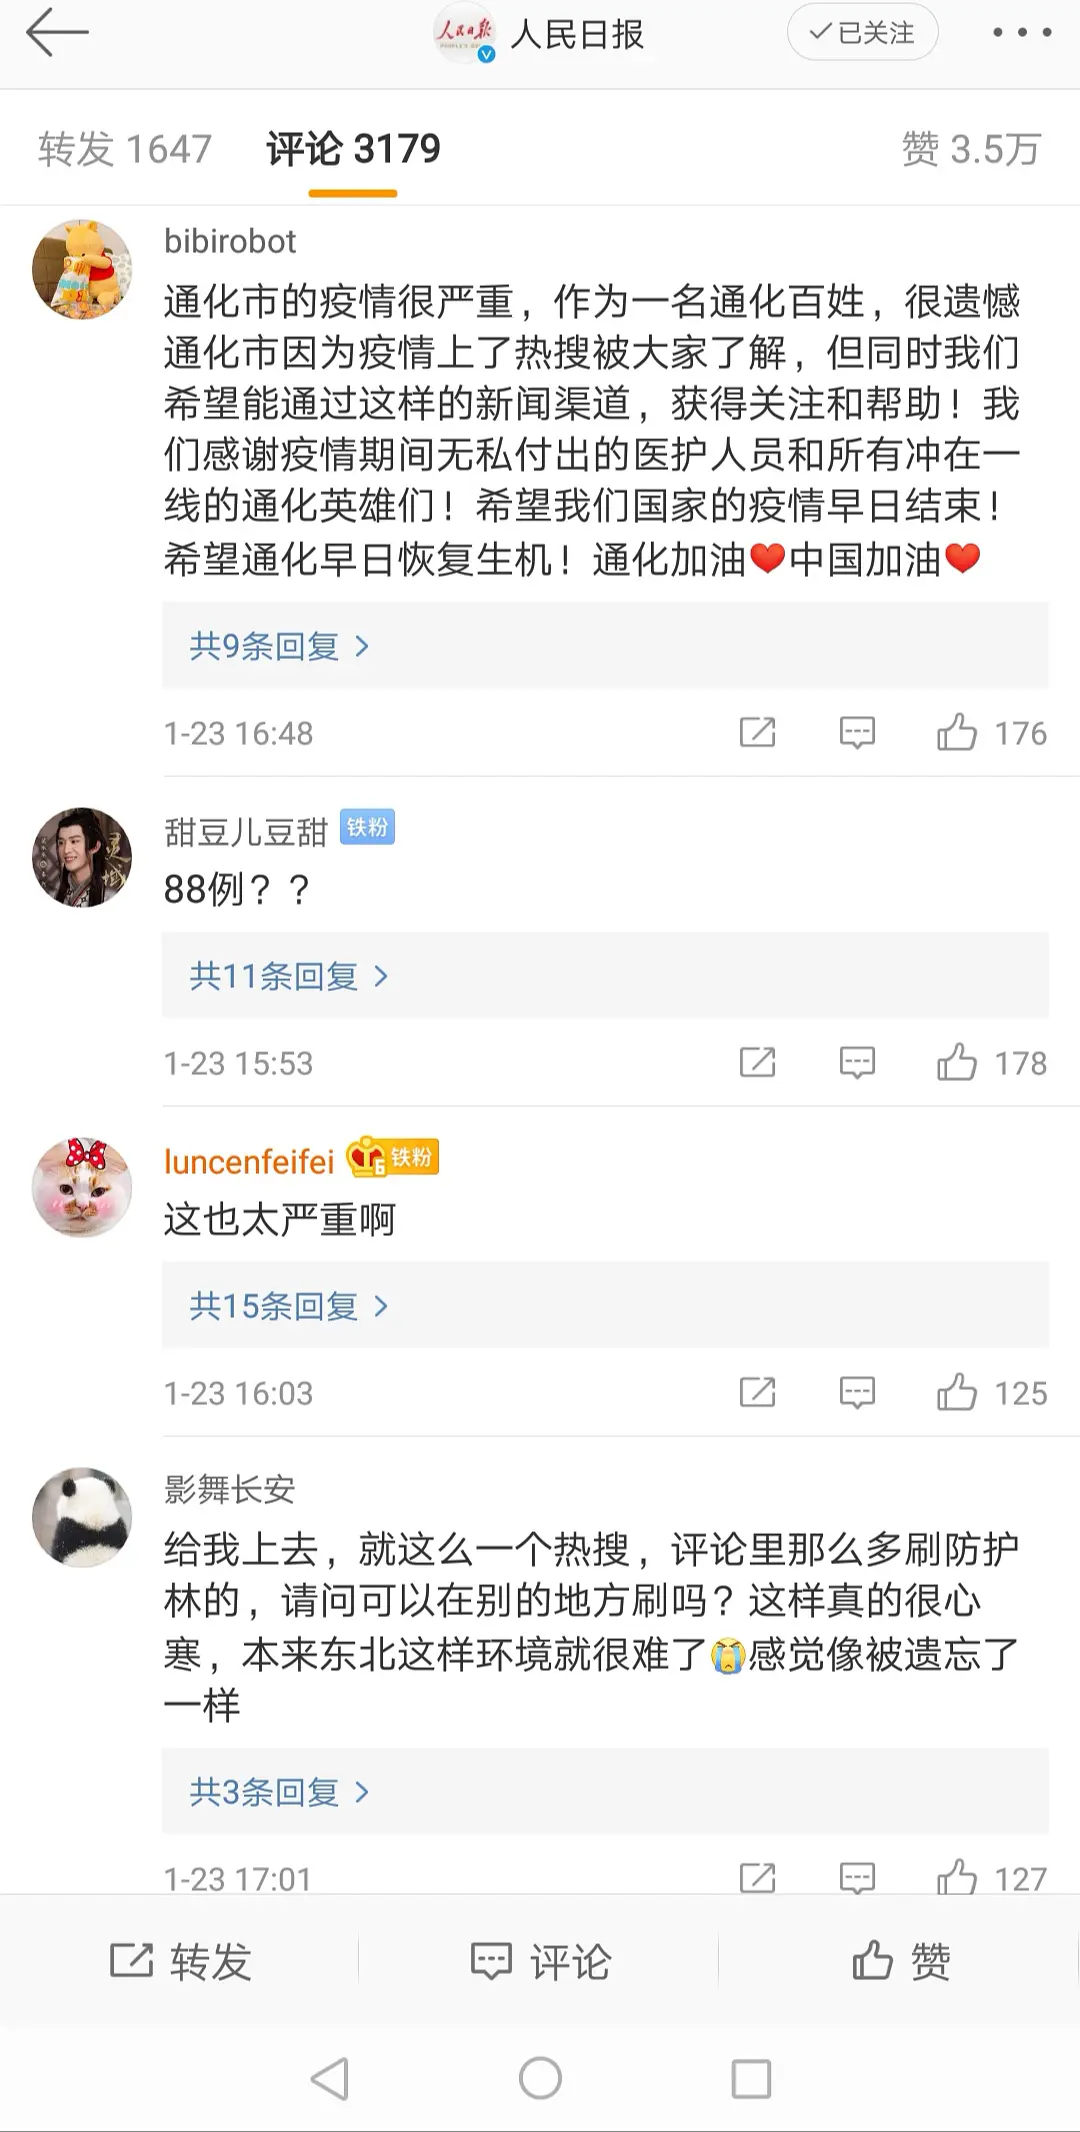 人民日报
已关注
转发 1647 评论 3179 赞 3.5万
bibirobot
通化市的疫情很严重，作为一名通化百姓，很遗憾
通化市因为疫情上了热搜被大家了解，但同时我们
希望能通过这样的新闻渠道，获得关注和帮助！我
们感谢疫情期间无私付出的医护人员和所有冲在一
线的通化英雄们！希望我们国家的疫情早日结束！
希望通化早日恢复生机！通化加油❤️中国加油❤️
共9条回复
1-23 16:48 176
甜豆儿豆甜 铁粉
88例？？
共11条回复
1-23 15:53 178
luncenfeifei 6 铁粉
这也太严重啊
共15条回复
1-23 16:03 125
影舞长安
给我上去，就这么一个热搜，评论里那么多刷防护
林的，请问可以在别的地方刷吗？这样真的很心
寒，本来东北这样环境就很难了😭感觉像被遗忘了
一样
共3条回复
1-23 17:01 127
转发 评论 赞